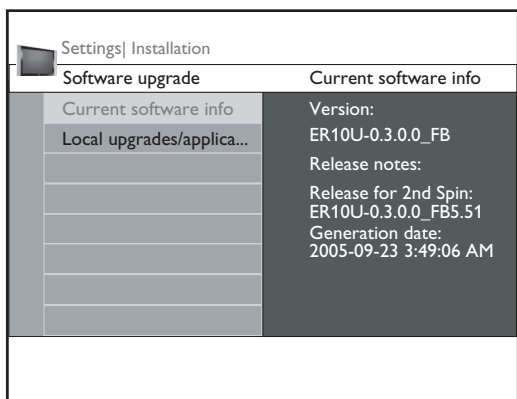 Settings| Installation
Software upgrade
Current software info
Current software info
Local upgrades/applica...
Version:
ER10U-0.3.0.0_FB
Release notes:
Release for 2nd Spin:
ER10U-0.3.0.0_FB5.51
Generation date:
2005-09-23 3:49:06 AM